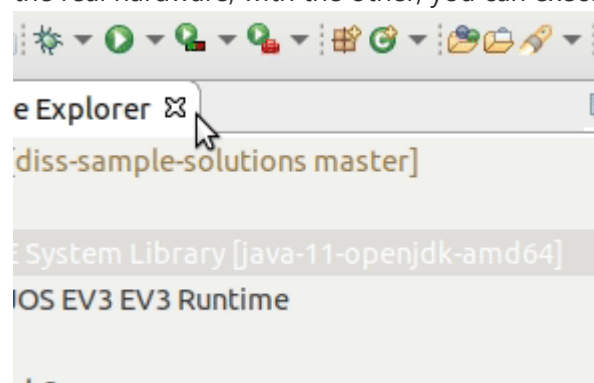 the real hardware, with the other, you can exec
e Explorer
[diss-sample-solutions master]
E System Library [java-11-openjdk-amd64]
JOS EV3 EV3 Runtime